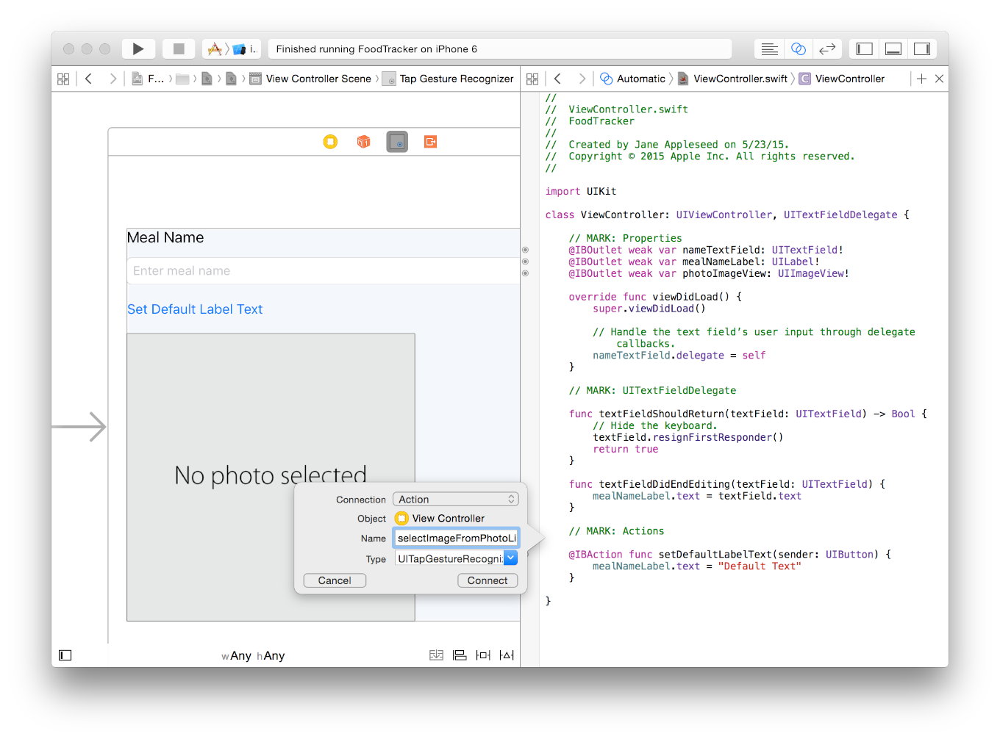 i..
Finished running FoodTracker on iPhone 6
F...
View Controller Scene
Tap Gesture Recognizer
Automatic
ViewController.swift
C
ViewController
Meal Name
Enter meal name
Set Default Label Text
No photo selected
Connection
Action
Object
View Controller
Name
selectImageFromPhotoLi
Type
UITapGestureRecogni
Cancel
Connect
wAny hAny
//
// ViewController.swift
// FoodTracker
//
// Created by Jane Appleseed on 5/23/15.
// Copyright © 2015 Apple Inc. All rights reserved.
//
import UIKit
class ViewController: UIViewController, UITextFieldDelegate {
// MARK: Properties
@IBOutlet weak var nameTextField: UITextField!
@IBOutlet weak var mealNameLabel: UILabel!
@IBOutlet weak var photoImageView: UIImageView!
override func viewDidLoad() {
super.viewDidLoad()
// Handle the text field’s user input through delegate
callbacks.
nameTextField.delegate = self
}
// MARK: UITextFieldDelegate
func textFieldShouldReturn(textField: UITextField) -> Bool {
// Hide the keyboard.
textField.resignFirstResponder()
return true
}
func textFieldDidEndEditing(textField: UITextField) {
mealNameLabel.text = textField.text
}
// MARK: Actions
@IBAction func setDefaultLabelText(sender: UIButton) {
mealNameLabel.text = "Default Text"
}
}